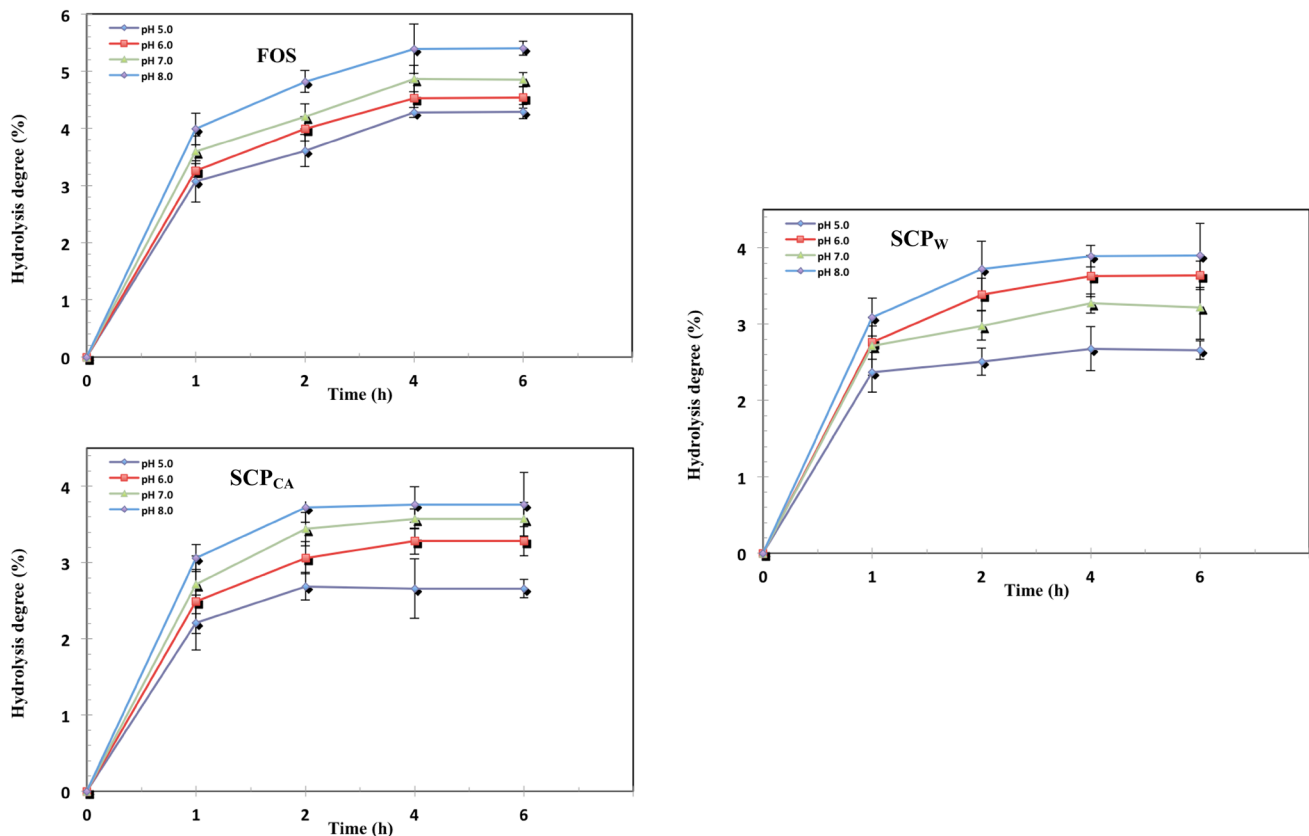 FOS
pH 5.0
pH 6.0
pH 7.0
pH 8.0
Hydrolysis degree (%)
6
5
4
3
2
1
0
0 1 2 4 6
Time (h)
SCP_CA
pH 5.0
pH 6.0
pH 7.0
pH 8.0
Hydrolysis degree (%)
4
3
2
1
0
0 1 2 4 6
Time (h)
SCP_W
pH 5.0
pH 6.0
pH 7.0
pH 8.0
Hydrolysis degree (%)
4
3
2
1
0
0 1 2 4 6
Time (h)